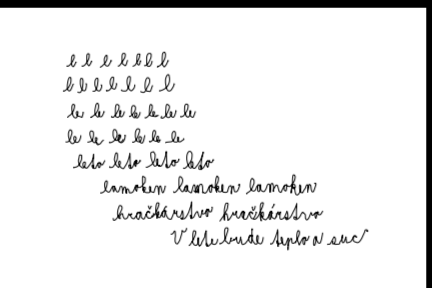 l l l l l l l
l l l l l l l
le le le le le le le
le le le le le le
leto leto leto leto
lamoken lamoken lamoken
hračkárstvo hračkárstvo
V lete bude teplo a suc